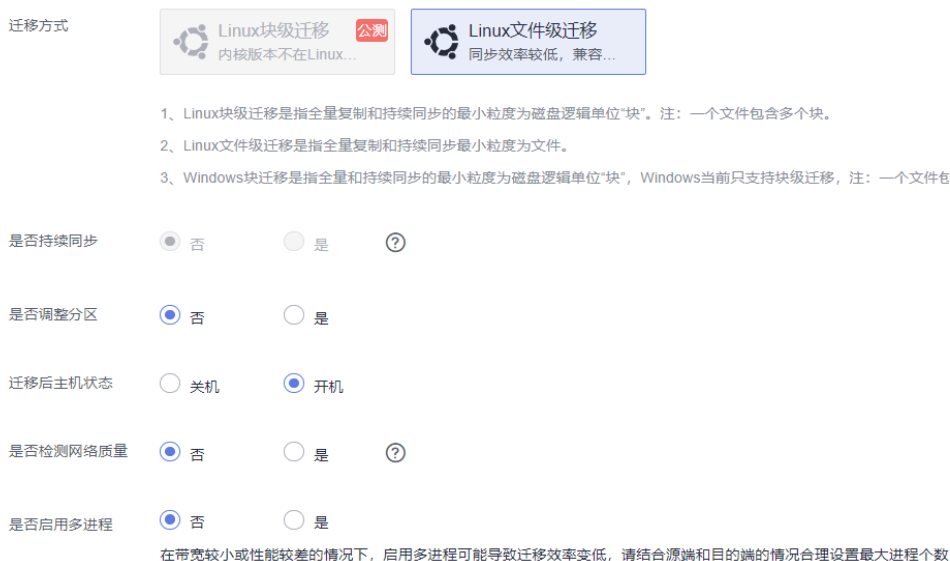 迁移方式
Linux块级迁移 公测
内核版本不在Linux...
Linux文件级迁移
同步效率较低，兼容...
1、Linux块级迁移是指全量复制和持续同步的最小粒度为磁盘逻辑单位“块”。注：一个文件包含多个块。
2、Linux文件级迁移是指全量复制和持续同步最小粒度为文件。
3、Windows块迁移是指全量和持续同步的最小粒度为磁盘逻辑单位“块”，Windows当前只支持块级迁移，注：一个文件包
是否持续同步 否 是 ?
是否调整分区 否 是
迁移后主机状态 关机 开机
是否检测网络质量 否 是 ?
是否启用多进程 否 是
在带宽较小或性能较差的情况下，启用多进程可能导致迁移效率变低，请结合源端和目的端的情况合理设置最大进程个数